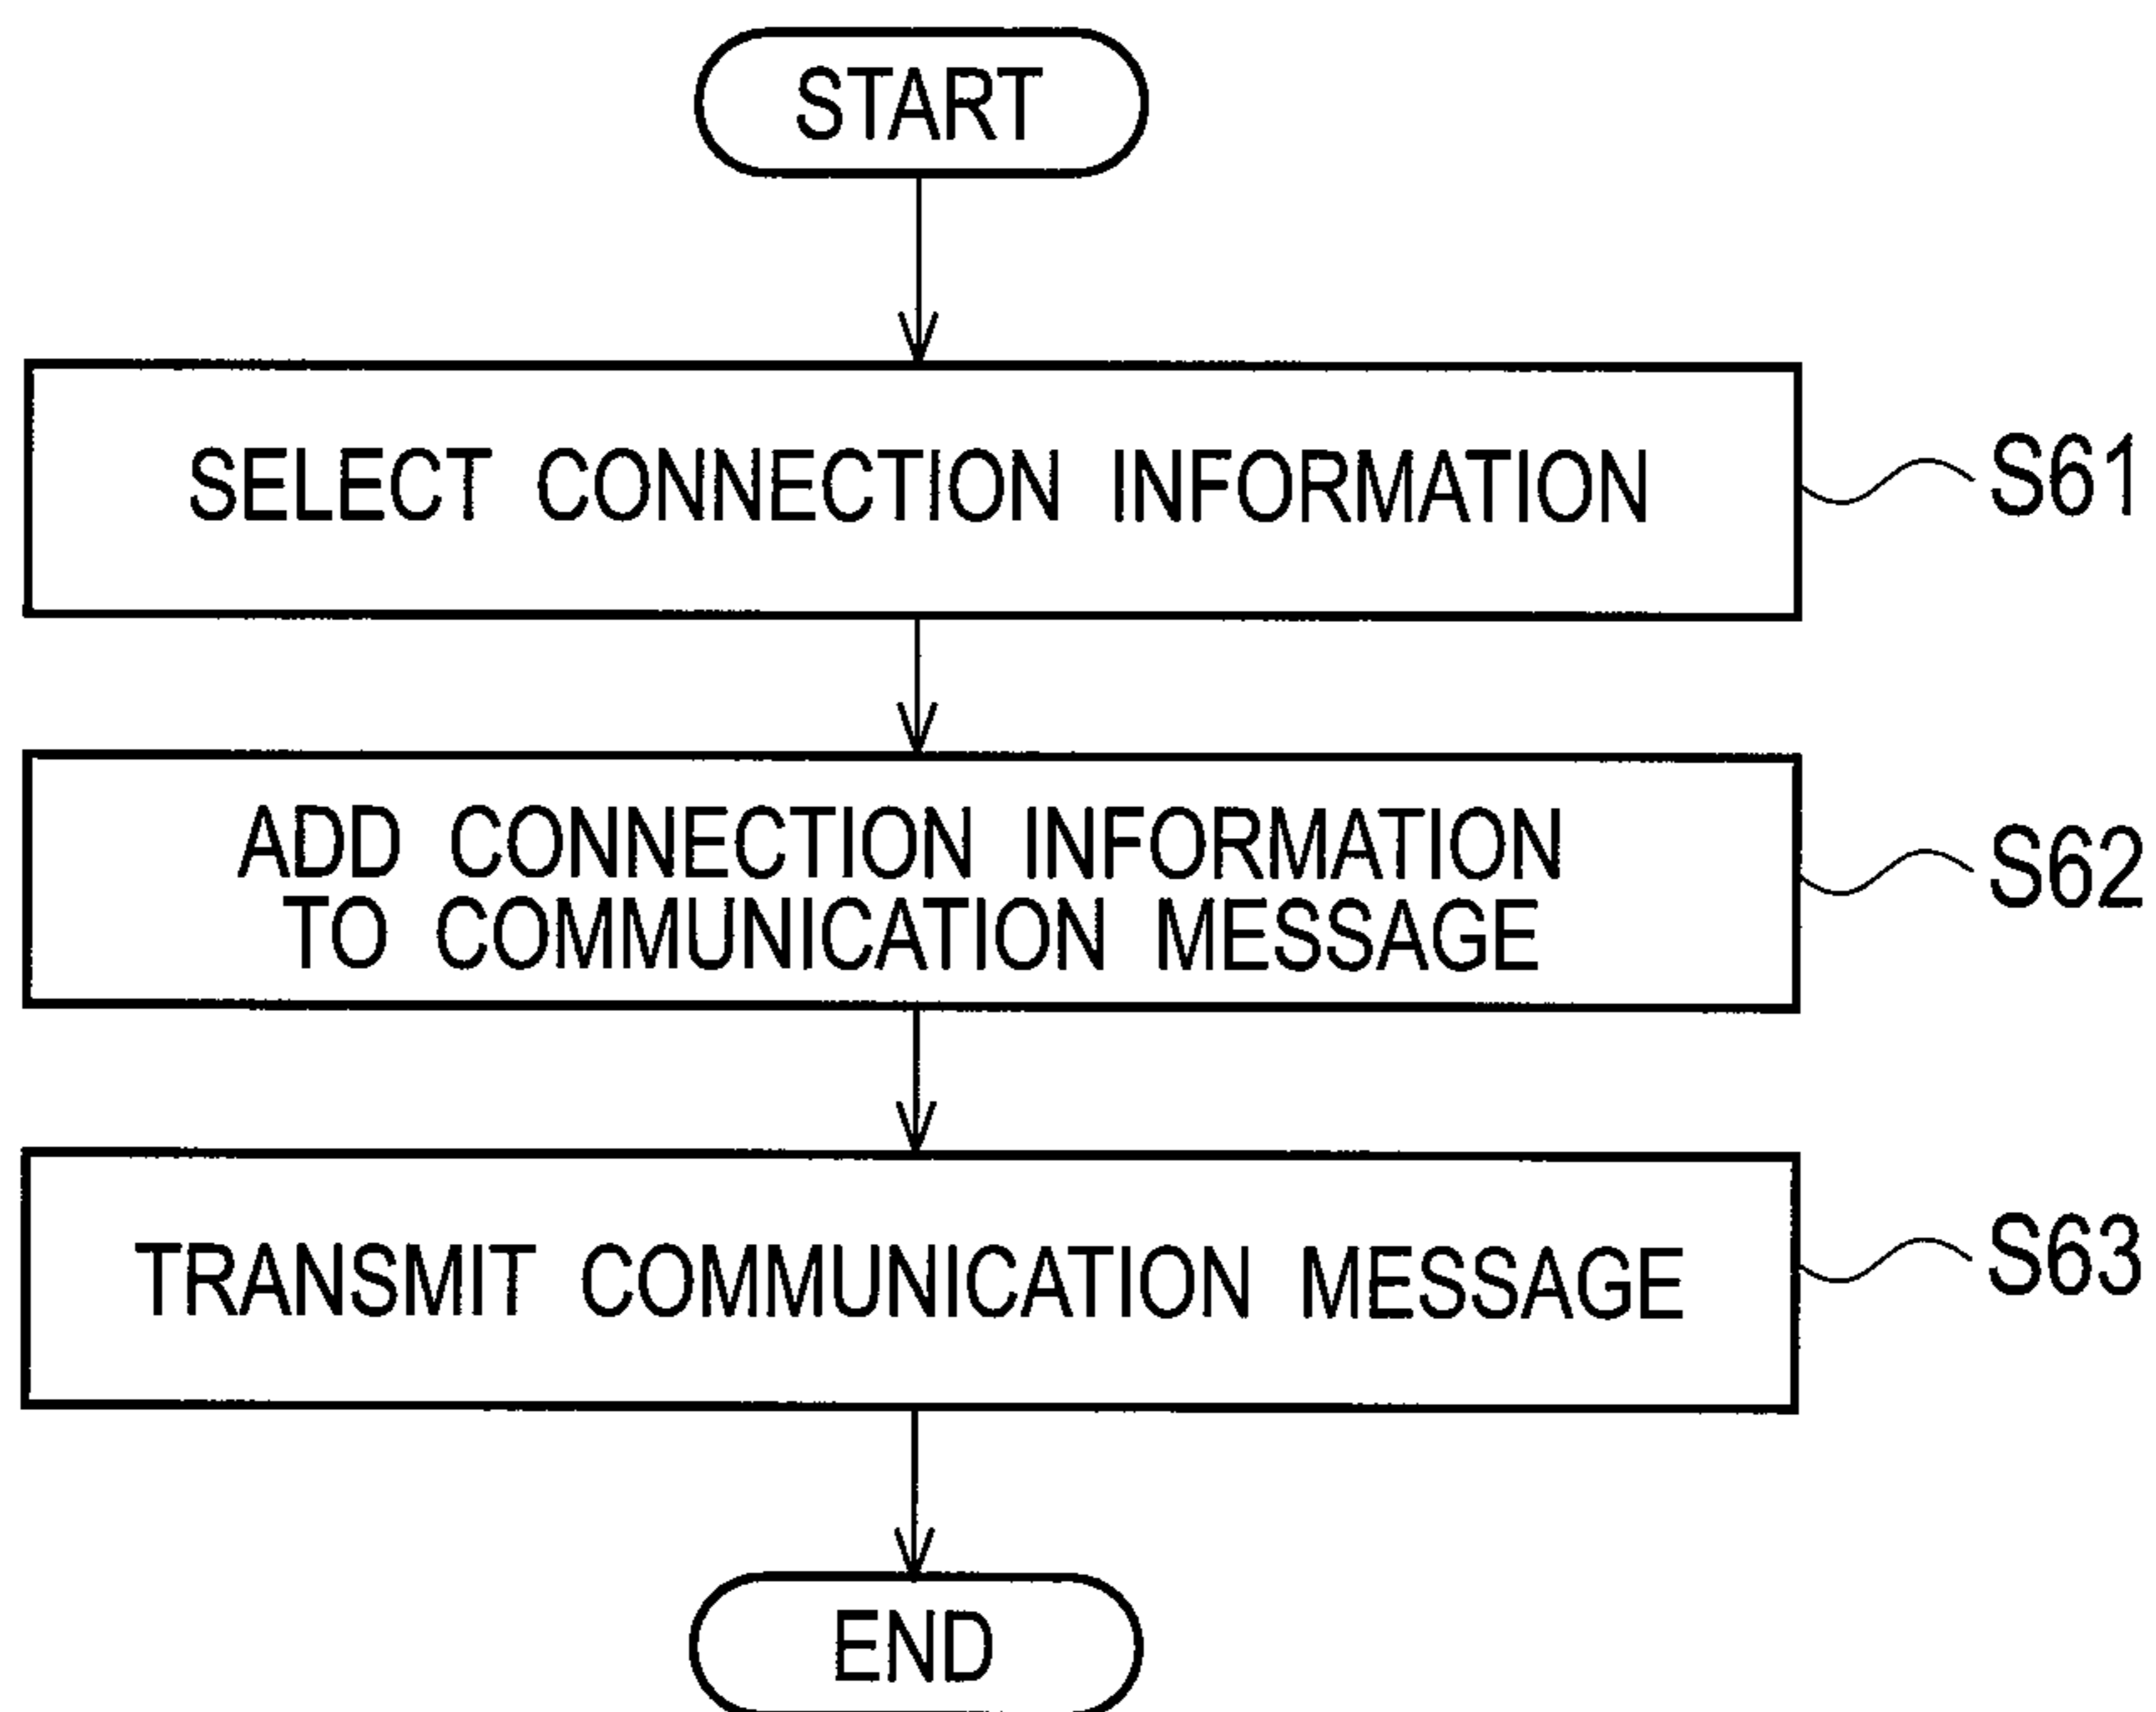 START
SELECT CONNECTION INFORMATION
S61
ADD CONNECTION INFORMATION
TO COMMUNICATION MESSAGE
S62
TRANSMIT COMMUNICATION MESSAGE
S63
END